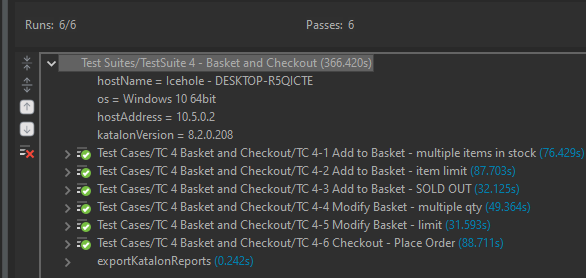 Runs: 6/6 Passes: 6
Test Suites/TestSuite 4 - Basket and Checkout (366.420s)
hostName = Icehole - DESKTOP-R5QICTE
os = Windows 10 64bit
hostAddress = 10.5.0.2
katalonVersion = 8.2.0.208
Test Cases/TC 4 Basket and Checkout/TC 4-1 Add to Basket - multiple items in stock (76.429s)
Test Cases/TC 4 Basket and Checkout/TC 4-2 Add to Basket - item limit (87.703s)
Test Cases/TC 4 Basket and Checkout/TC 4-3 Add to Basket - SOLD OUT (32.125s)
Test Cases/TC 4 Basket and Checkout/TC 4-4 Modify Basket - multiple qty (49.364s)
Test Cases/TC 4 Basket and Checkout/TC 4-5 Modify Basket - limit (31.593s)
Test Cases/TC 4 Basket and Checkout/TC 4-6 Checkout - Place Order (88.711s)
exportKatalonReports (0.242s)